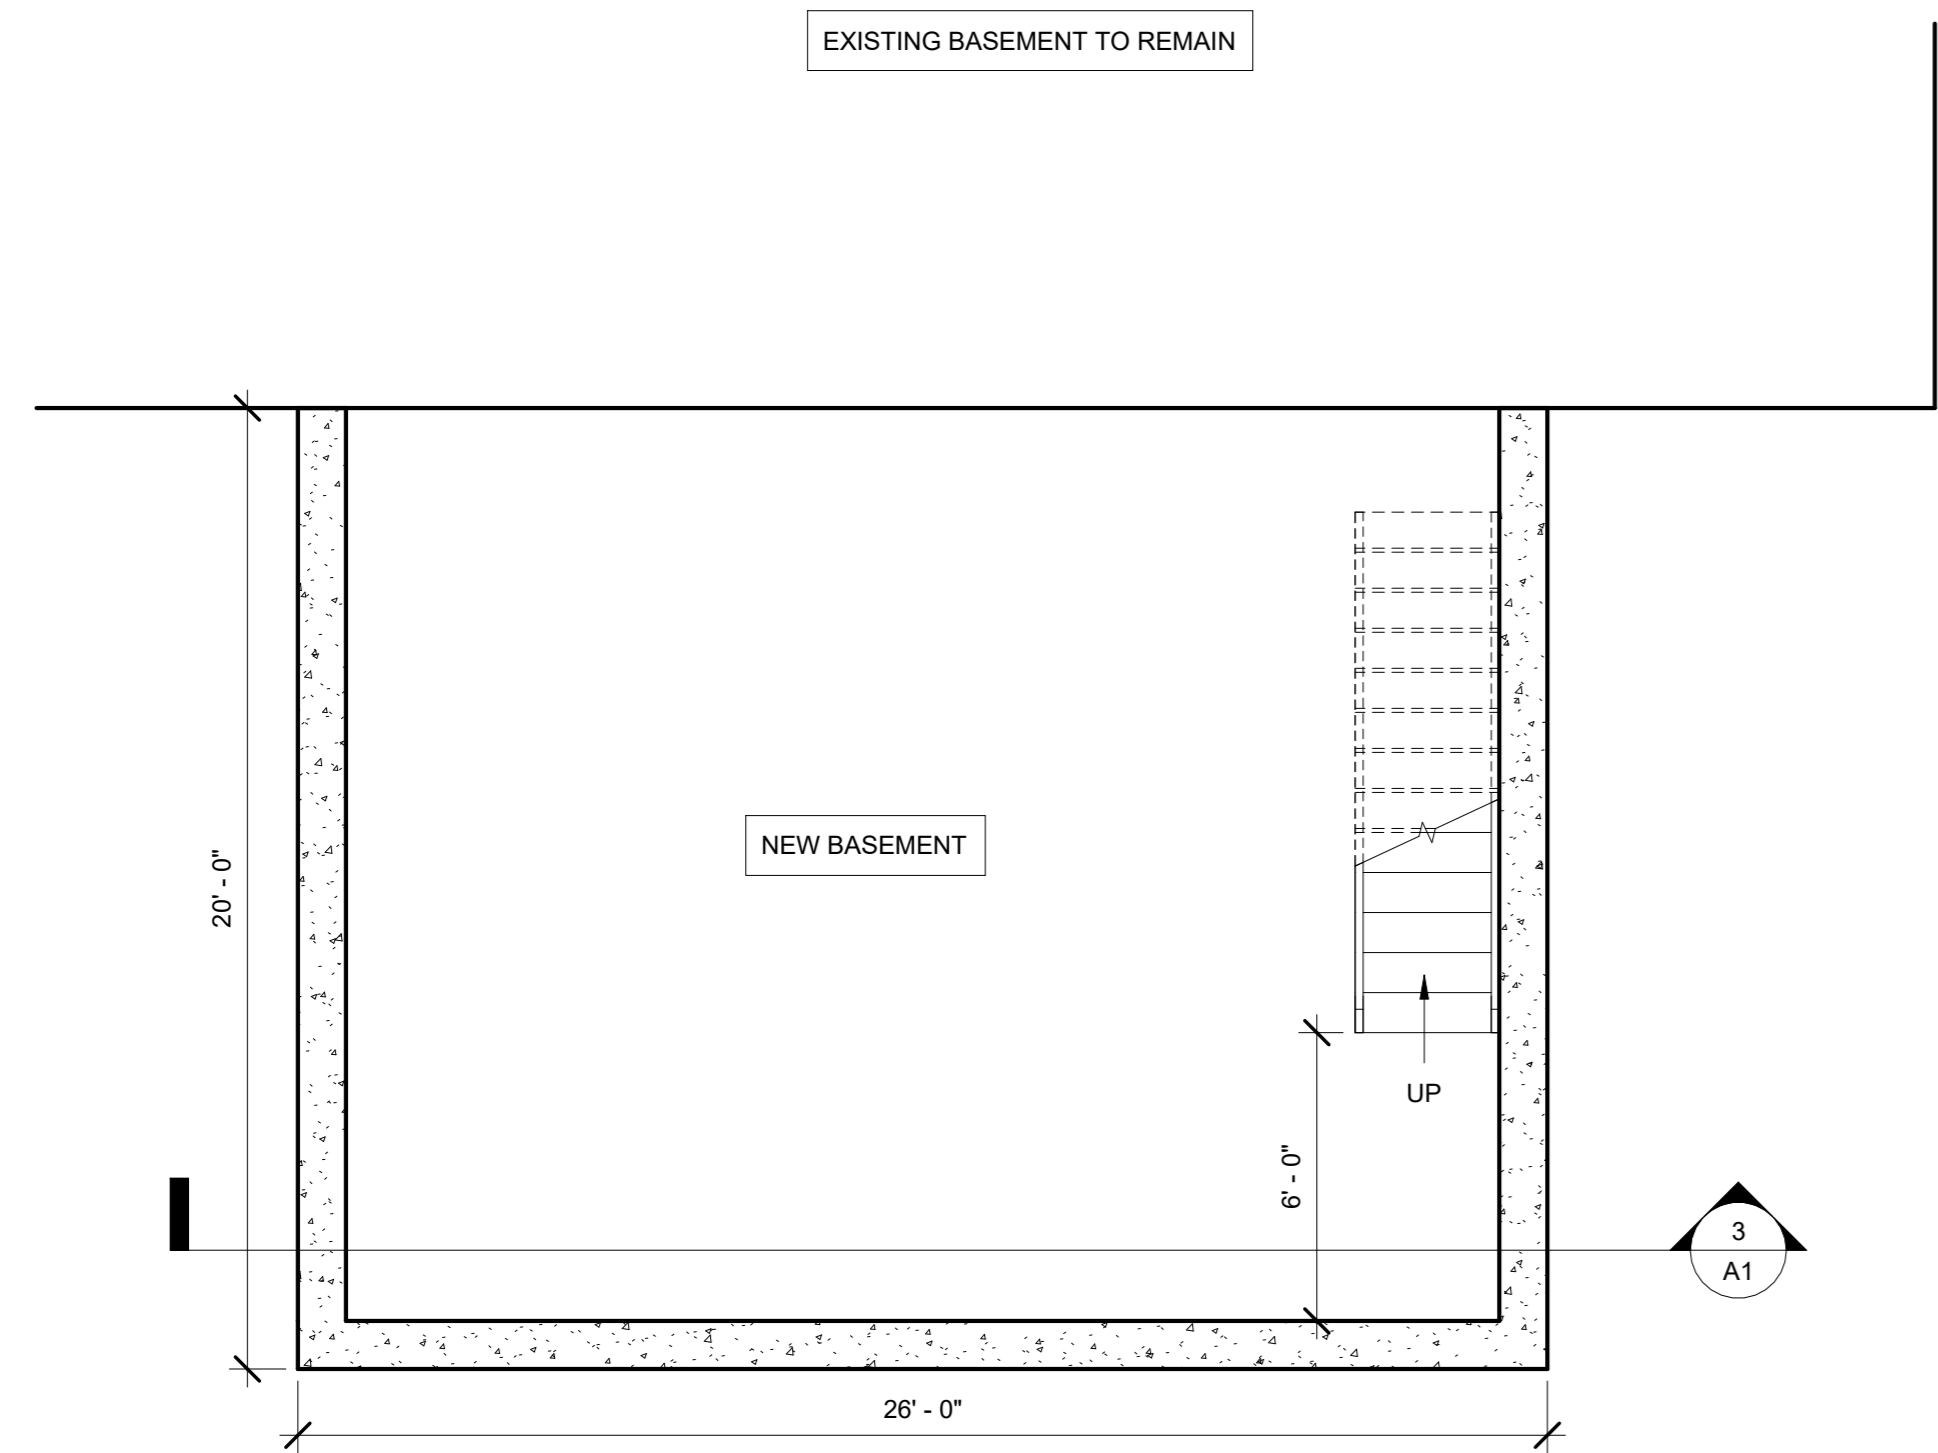 EXISTING BASEMENT TO REMAIN
20' - 0"
NEW BASEMENT
UP
6' - 0"
3
A1
26' - 0"